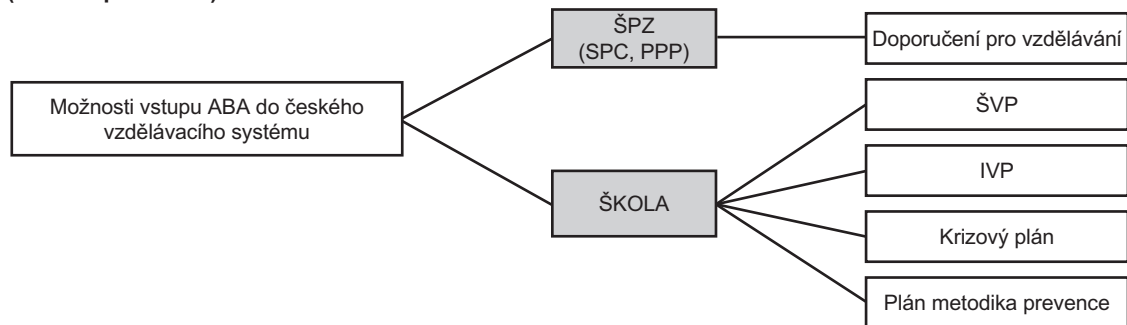 ŠPZ
(SPC, PPP)
Doporučení pro vzdělávání
Možnosti vstupu ABA do českého
vzdělávacího systému
ŠVP
IVP
ŠKOLA
Krizový plán
Plán metodika prevence